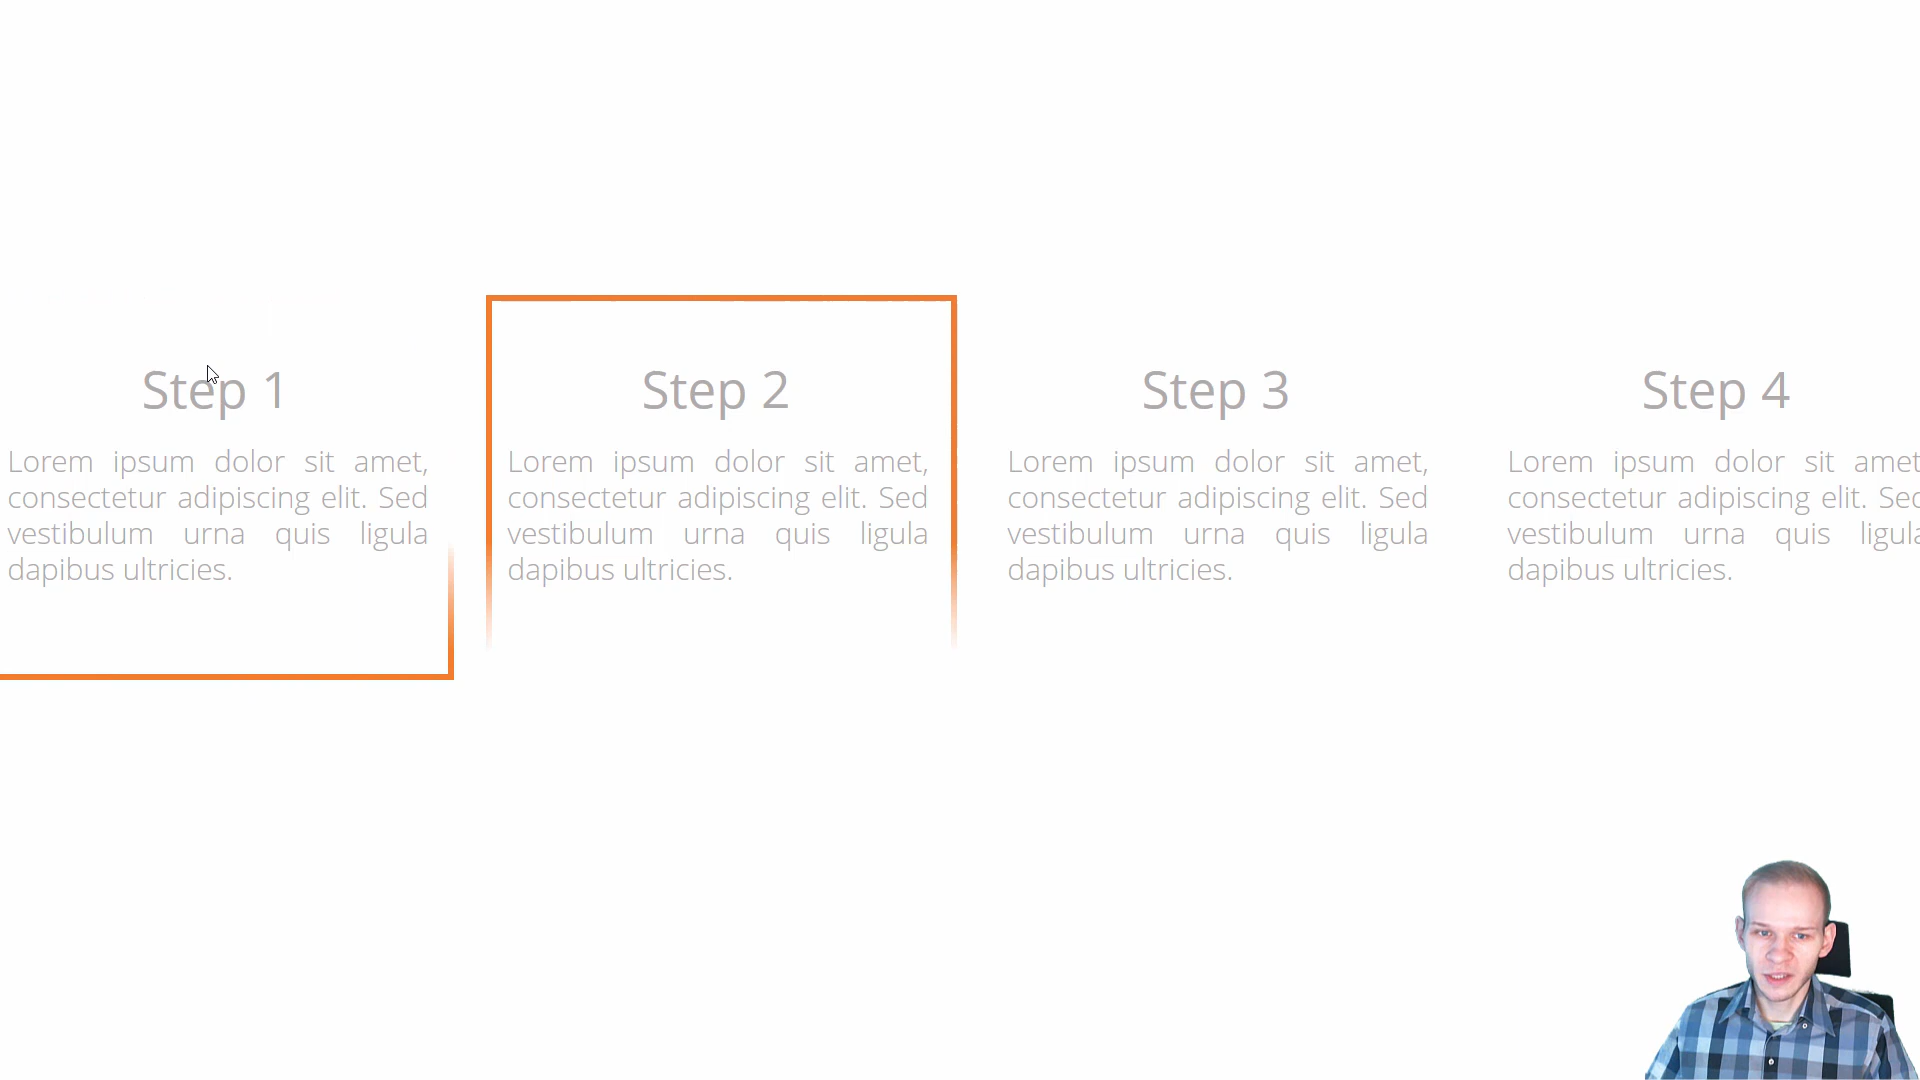 Step 1
Lorem ipsum dolor sit amet,
consectetur adipiscing elit. Sed
vestibulum urna quis ligula
dapibus ultricies.
Step 2
Lorem ipsum dolor sit amet,
consectetur adipiscing elit. Sed
vestibulum urna quis ligula
dapibus ultricies.
Step 3
Lorem ipsum dolor sit amet,
consectetur adipiscing elit. Sed
vestibulum urna quis ligula
dapibus ultricies.
Step 4
Lorem ipsum dolor sit amet
consectetur adipiscing elit. Sed
vestibulum urna quis ligula
dapibus ultricies.